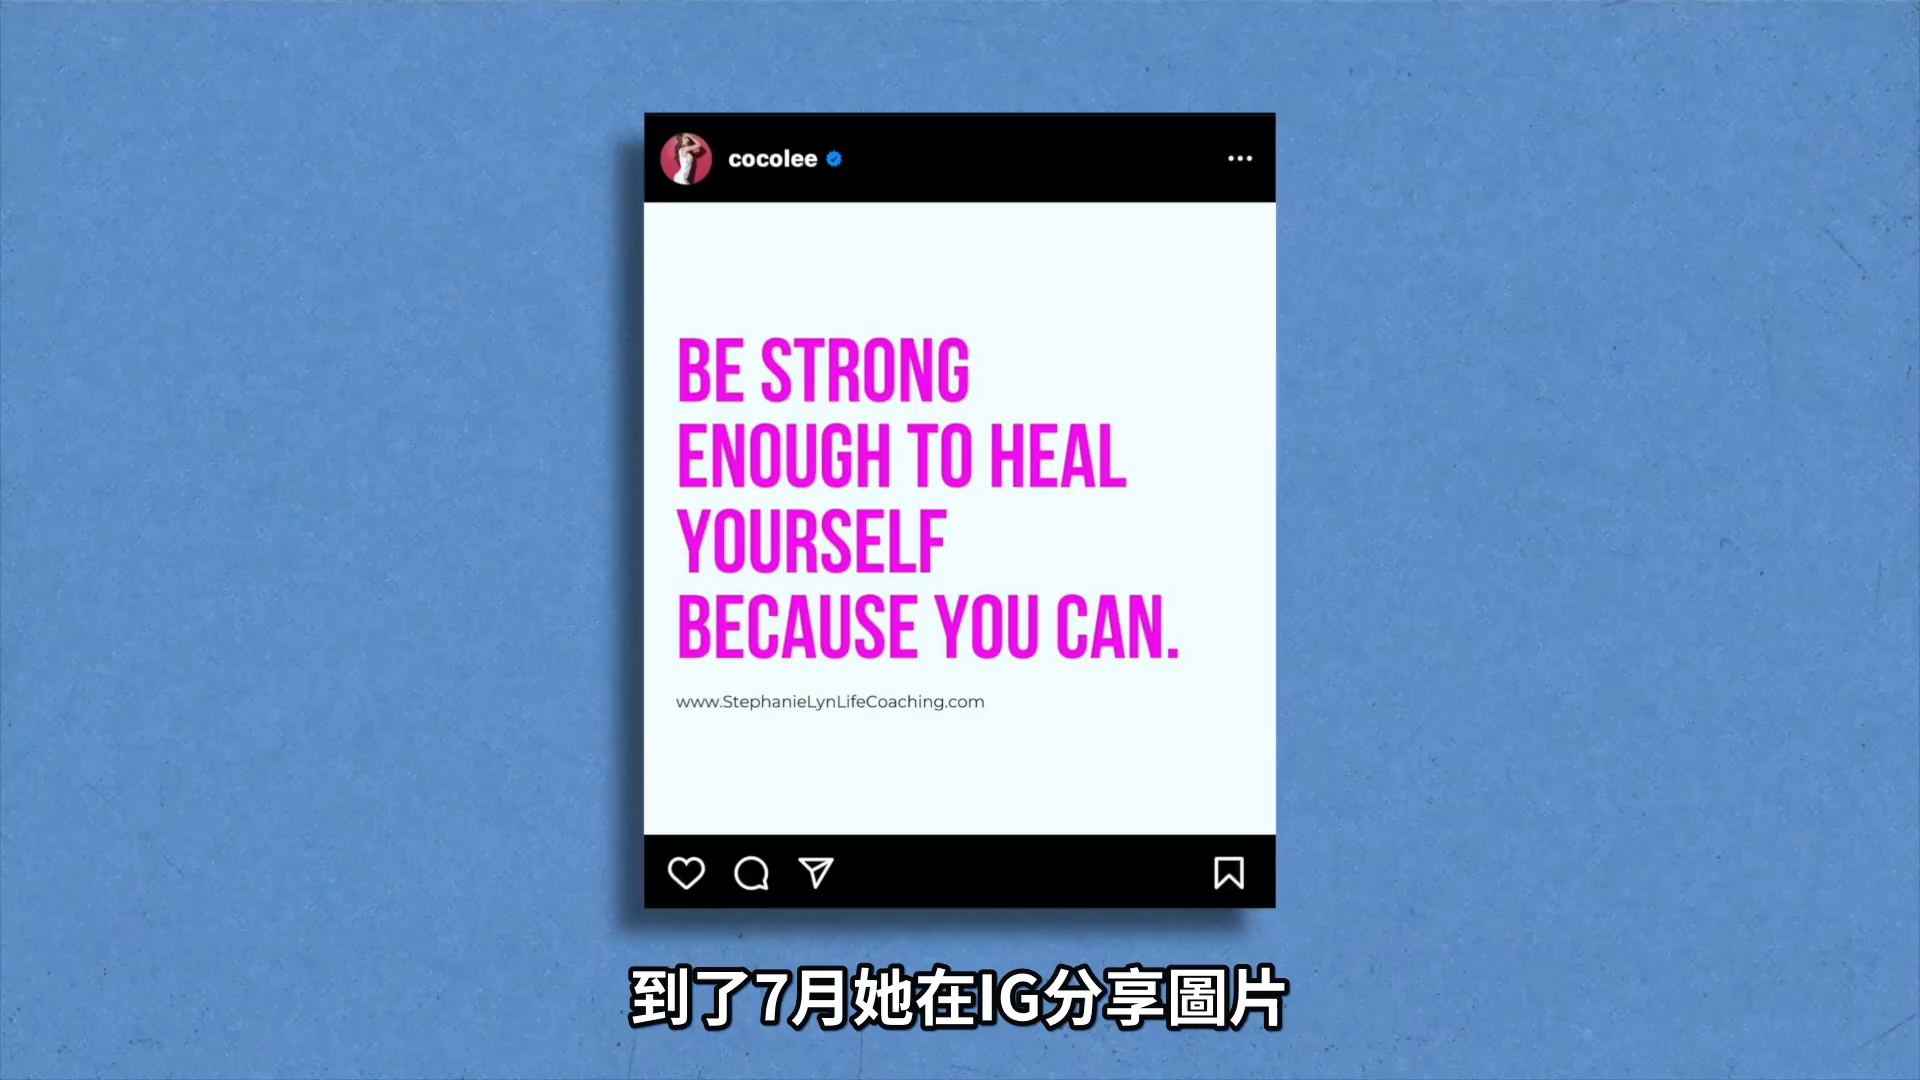 cocolee
BE STRONG
ENOUGH TO HEAL
YOURSELF
BECAUSE YOU CAN.
www.StephanieLynLifeCoaching.com
到了7月她在IG分享圖片